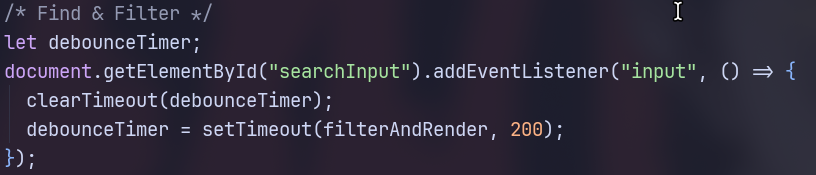 /* Find & Filter */
let debounceTimer;
document.getElementById("searchInput").addEventListener("input", () => {
  clearTimeout(debounceTimer);
  debounceTimer = setTimeout(filterAndRender, 200);
});